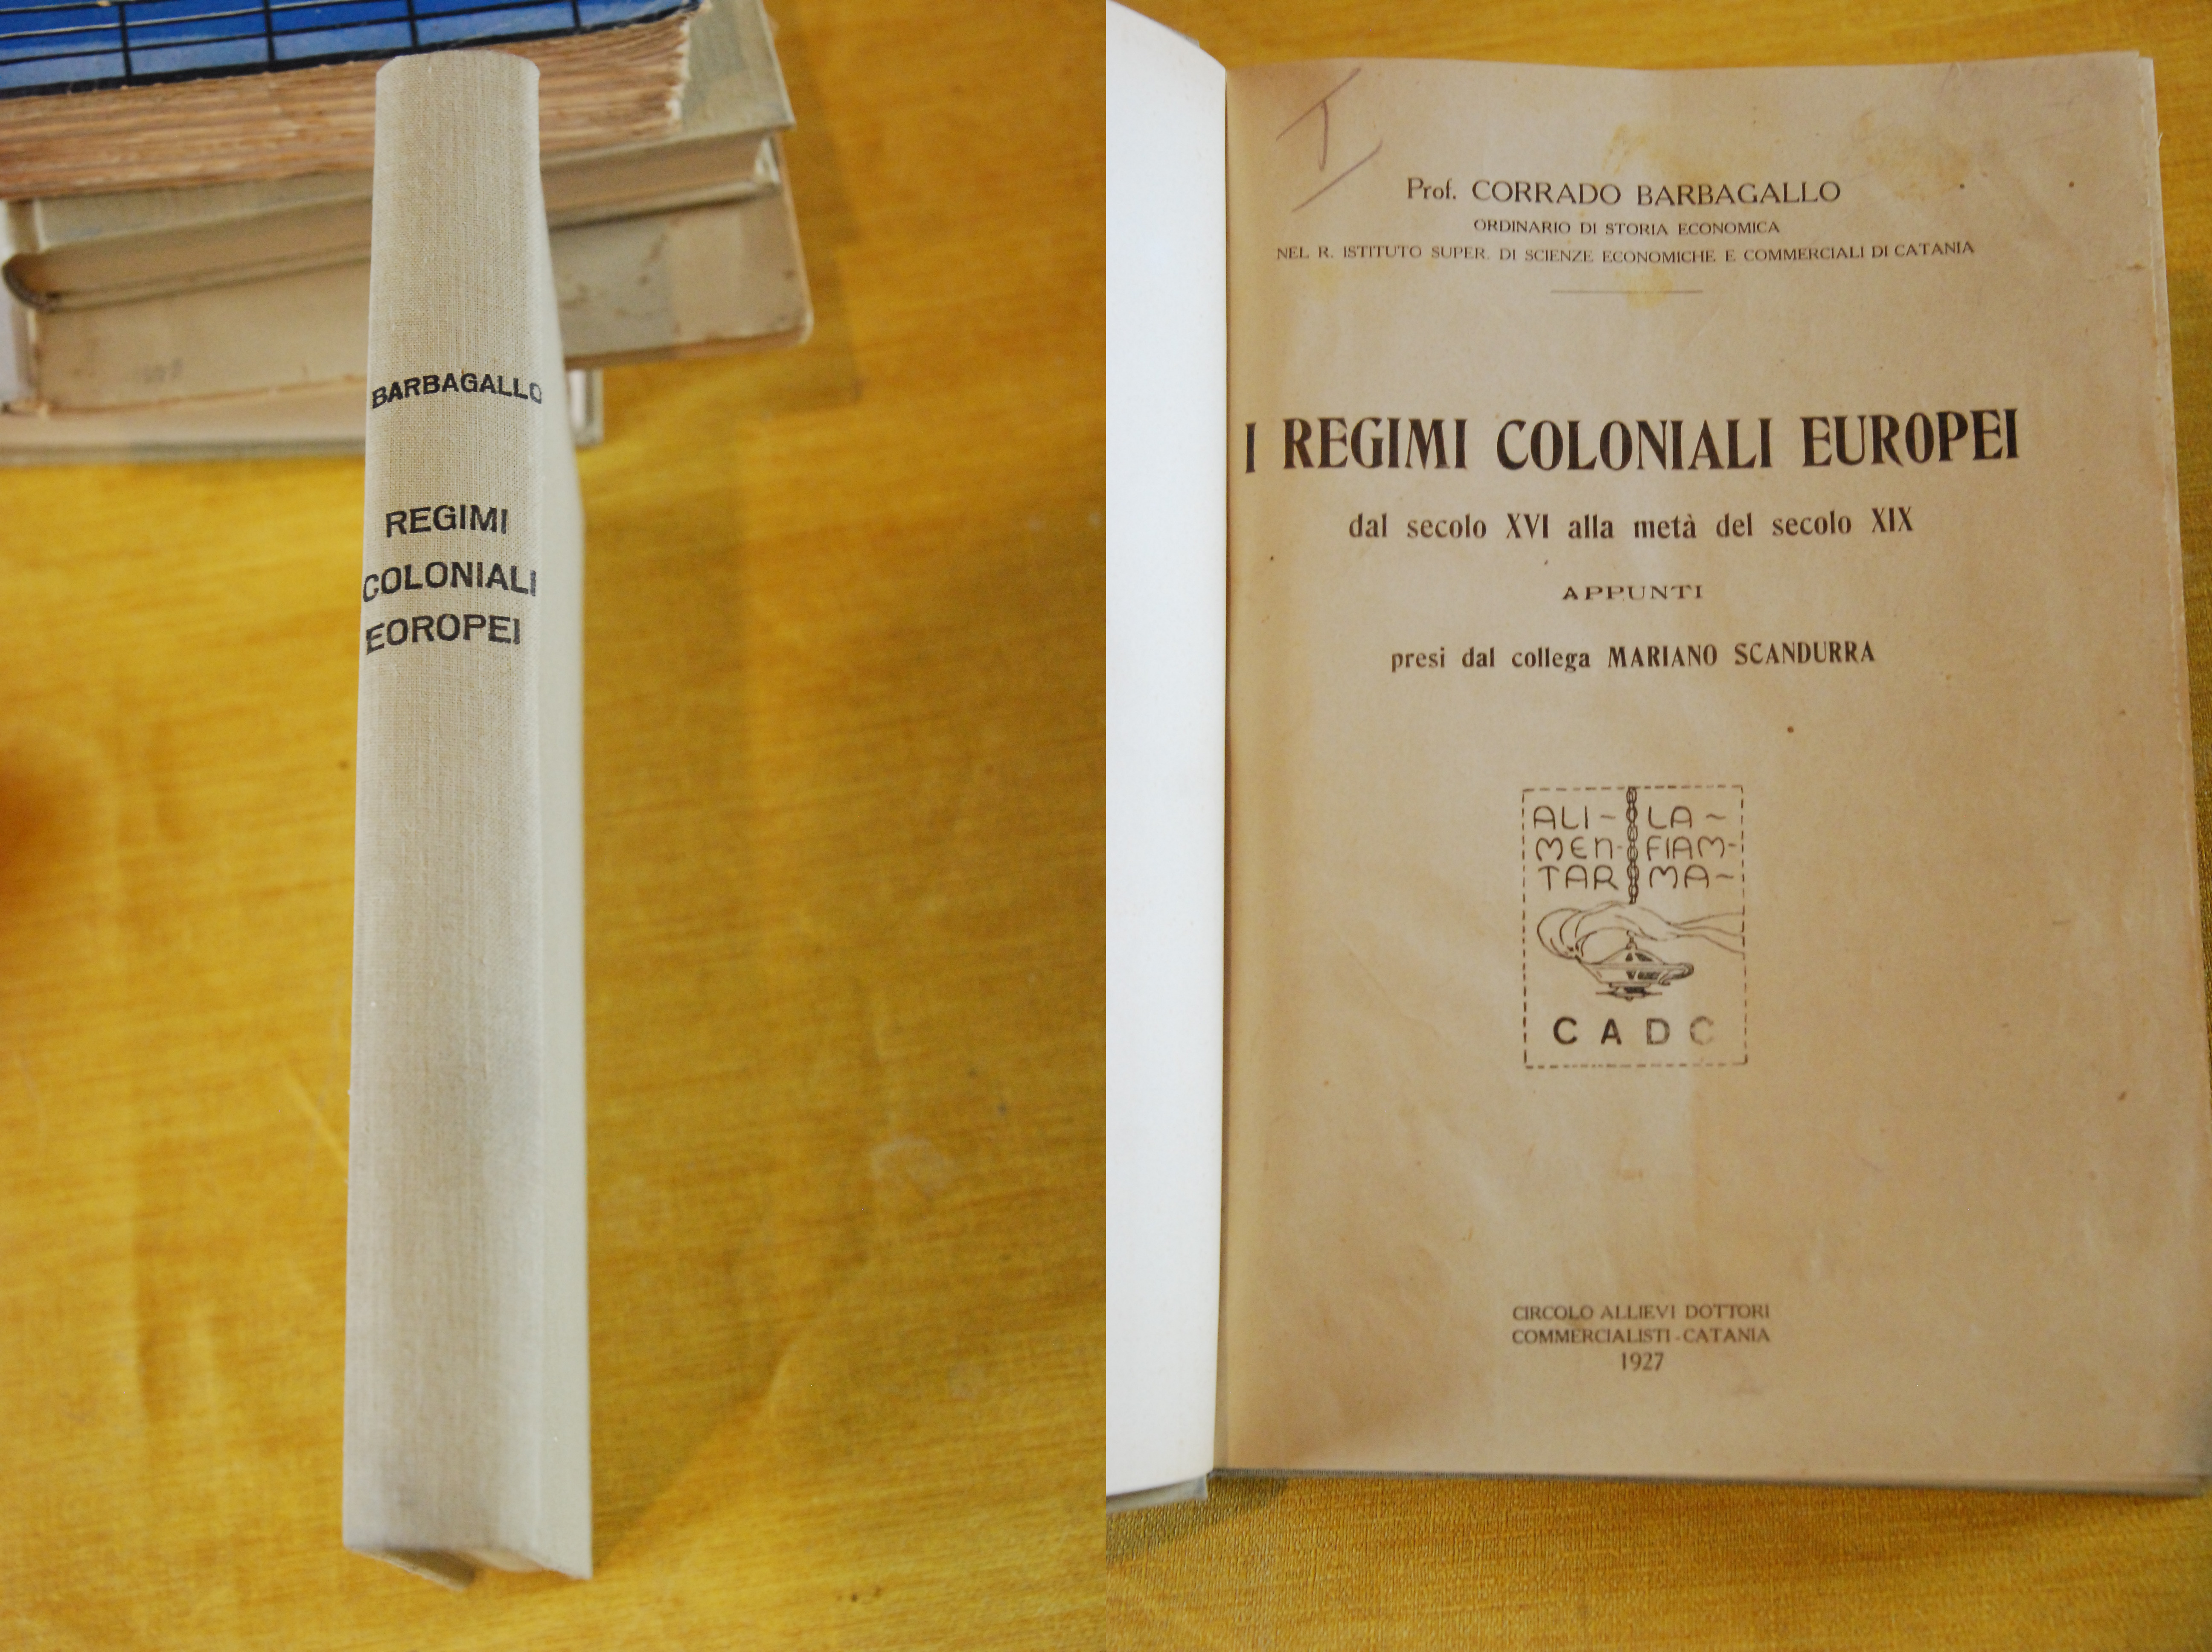 BARBAGALLO
REGIMI
COLONIALI
EOROPEI
I
Prof. CORRADO BARBAGALLO
ORDINARIO DI STORIA ECONOMICA
NEL R. ISTITUTO SUPER. DI SCIENZE ECONOMICHE E COMMERCIALI DI CATANIA
I REGIMI COLONIALI EUROPEI
dal secolo XVI alla metà del secolo XIX
APPUNTI
presi dal collega MARIANO SCANDURRA
ALI~ LA~
MEN- FIAM-
TAR MA~
CADC
CIRCOLO ALLIEVI DOTTORI
COMMERCIALISTI-CATANIA
1927